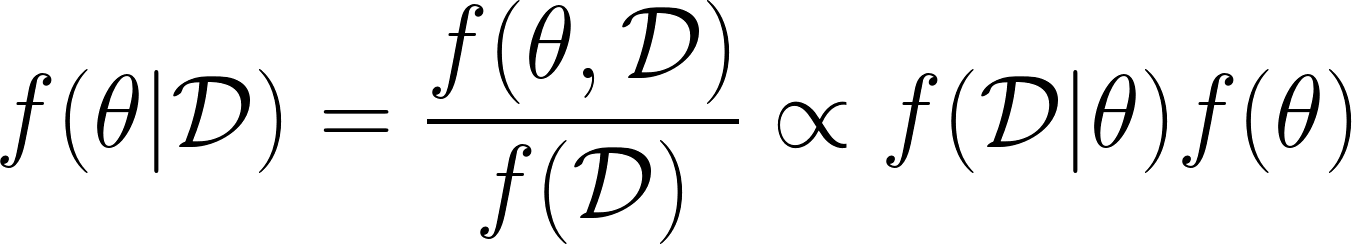 f(θ|𝒟) = f(θ, 𝒟) / f(𝒟) ∝ f(𝒟|θ)f(θ)